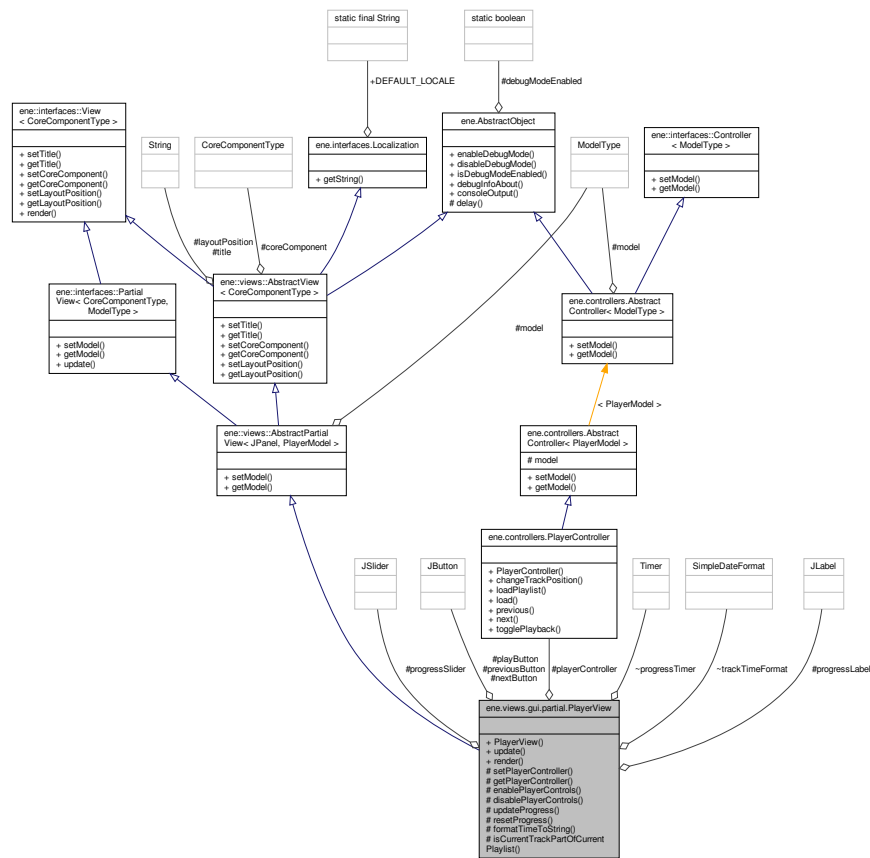 static final String
static boolean
+DEFAULT_LOCALE
#debugModeEnabled
ene::interfaces::View
< CoreComponentType >
+ setTitle()
+ getTitle()
+ setCoreComponent()
+ getCoreComponent()
+ setLayoutPosition()
+ getLayoutPosition()
+ render()
String
CoreComponentType
ene.interfaces.Localization
+ getString()
ene.AbstractObject
+ enableDebugMode()
+ disableDebugMode()
+ isDebugModeEnabled()
+ debugInfoAbout()
+ consoleOutput()
# delay()
ModelType
ene::interfaces::Controller
< ModelType >
+ setModel()
+ getModel()
#layoutPosition
#title
#coreComponent
#model
ene::interfaces::Partial
View< CoreComponentType,
ModelType >
+ setModel()
+ getModel()
+ update()
ene::views::AbstractView
< CoreComponentType >
+ setTitle()
+ getTitle()
+ setCoreComponent()
+ getCoreComponent()
+ setLayoutPosition()
+ getLayoutPosition()
#model
ene.controllers.Abstract
Controller< ModelType >
+ setModel()
+ getModel()
< PlayerModel >
ene::views::AbstractPartial
View< JPanel, PlayerModel >
+ setModel()
+ getModel()
ene.controllers.Abstract
Controller< PlayerModel >
# model
+ setModel()
+ getModel()
JSlider
JButton
ene.controllers.PlayerController
+ PlayerController()
+ changeTrackPosition()
+ loadPlaylist()
+ load()
+ previous()
+ next()
+ togglePlayback()
Timer
SimpleDateFormat
JLabel
#progressSlider
#playButton
#previousButton
#nextButton
#playerController
~progressTimer
~trackTimeFormat
#progressLabel
ene.views.gui.partial.PlayerView
+ PlayerView()
+ update()
+ render()
# setPlayerController()
# getPlayerController()
# enablePlayerControls()
# disablePlayerControls()
# updateProgress()
# resetProgress()
# formatTimeToString()
# isCurrentTrackPartOfCurrent
Playlist()